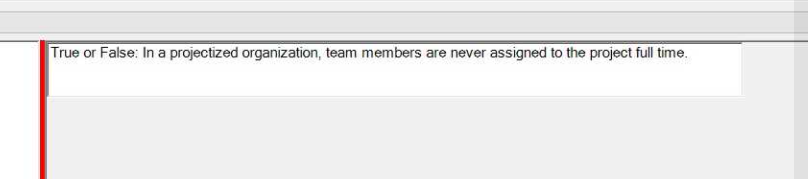 True or False: In a projectized organization, team members are never assigned to the project full time.